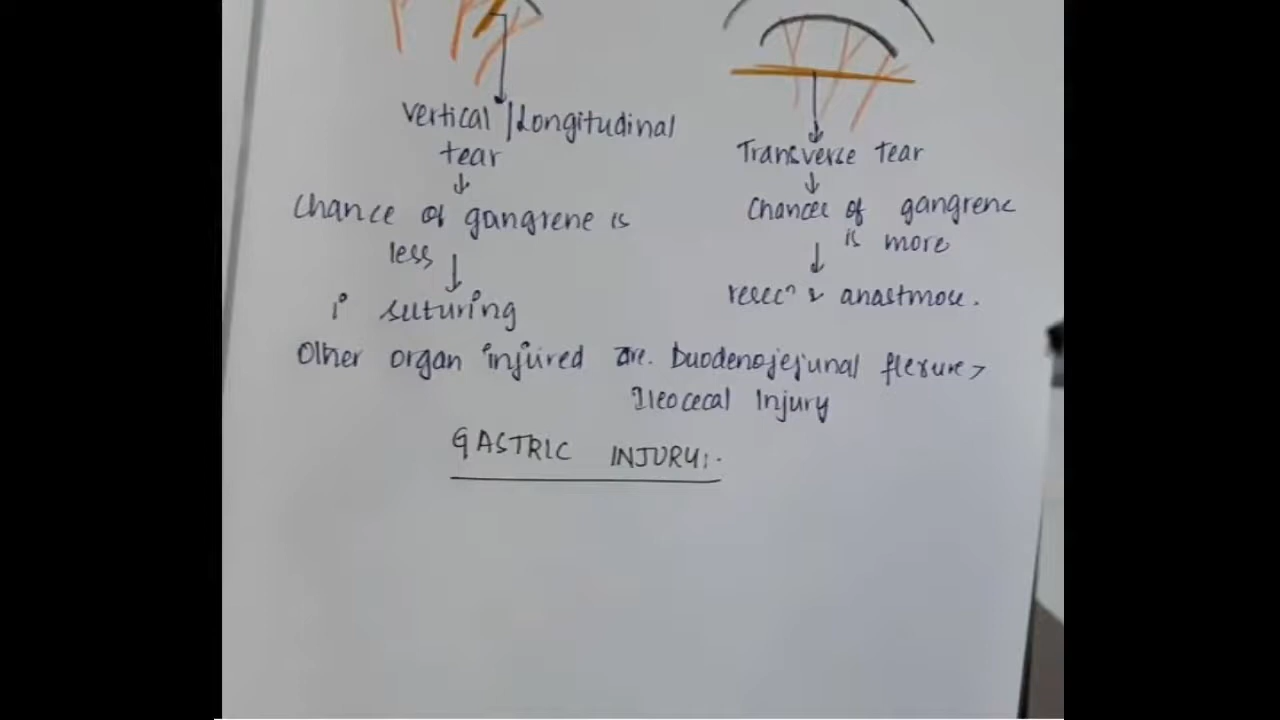 Vertical / Longitudinal
tear
Transverse tear
Chance of gangrene is
less
Chances of gangrene
is more
1° suturing
resecn & anastmose.
Other organ injured are. Duodenojejunal flexure >
Ileocecal Injury
GASTRIC INJURY:-